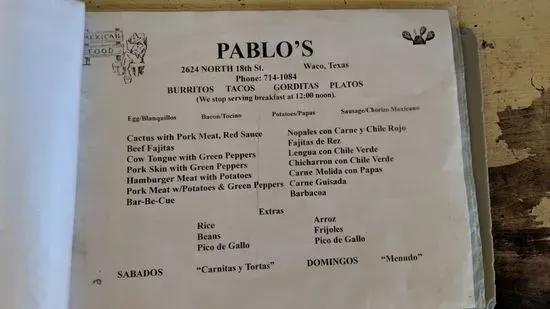 MEXICAN
FOOD
PABLO'S
2624 NORTH 18th St. Waco, Texas
Phone: 714-1084
BURRITOS TACOS GORDITAS PLATOS
(We stop serving breakfast at 12:00 noon).
Egg/Blanquillos Bacon/Tocino Potatoes/Papas Sausage/Chorizo Mexicano
Cactus with Pork Meat, Red Sauce Nopales con Carne y Chile Rojo
Beef Fajitas Fajitas de Rez
Cow Tongue with Green Peppers Lengua con Chile Verde
Pork Skin with Green Peppers Chicharron con Chile Verde
Hamburger Meat with Potatoes Carne Molida con Papas
Pork Meat w/Potatoes & Green Peppers Carne Guisada
Bar-Be-Cue Barbacoa
Extras
Rice Arroz
Beans Frijoles
Pico de Gallo Pico de Gallo
SABADOS "Carnitas y Tortas" DOMINGOS "Menudo"